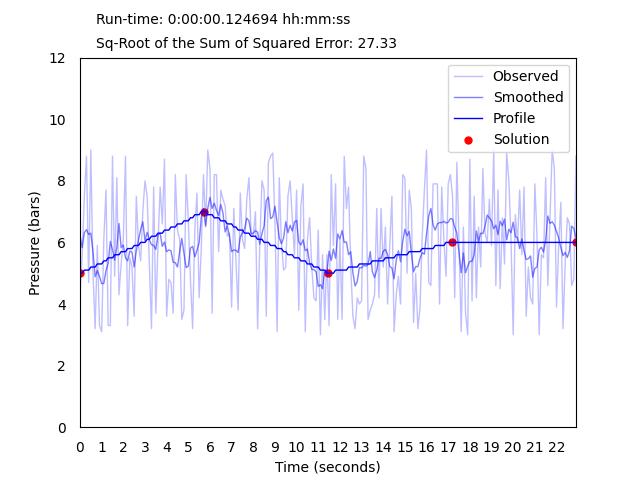 Run-time: 0:00:00.124694 hh:mm:ss
Sq-Root of the Sum of Squared Error: 27.33
12
10
8
6
4
2
0
Pressure (bars)
Observed
Smoothed
Profile
Solution
0 1 2 3 4 5 6 7 8 9 10 11 12 13 14 15 16 17 18 19 20 21 22
Time (seconds)